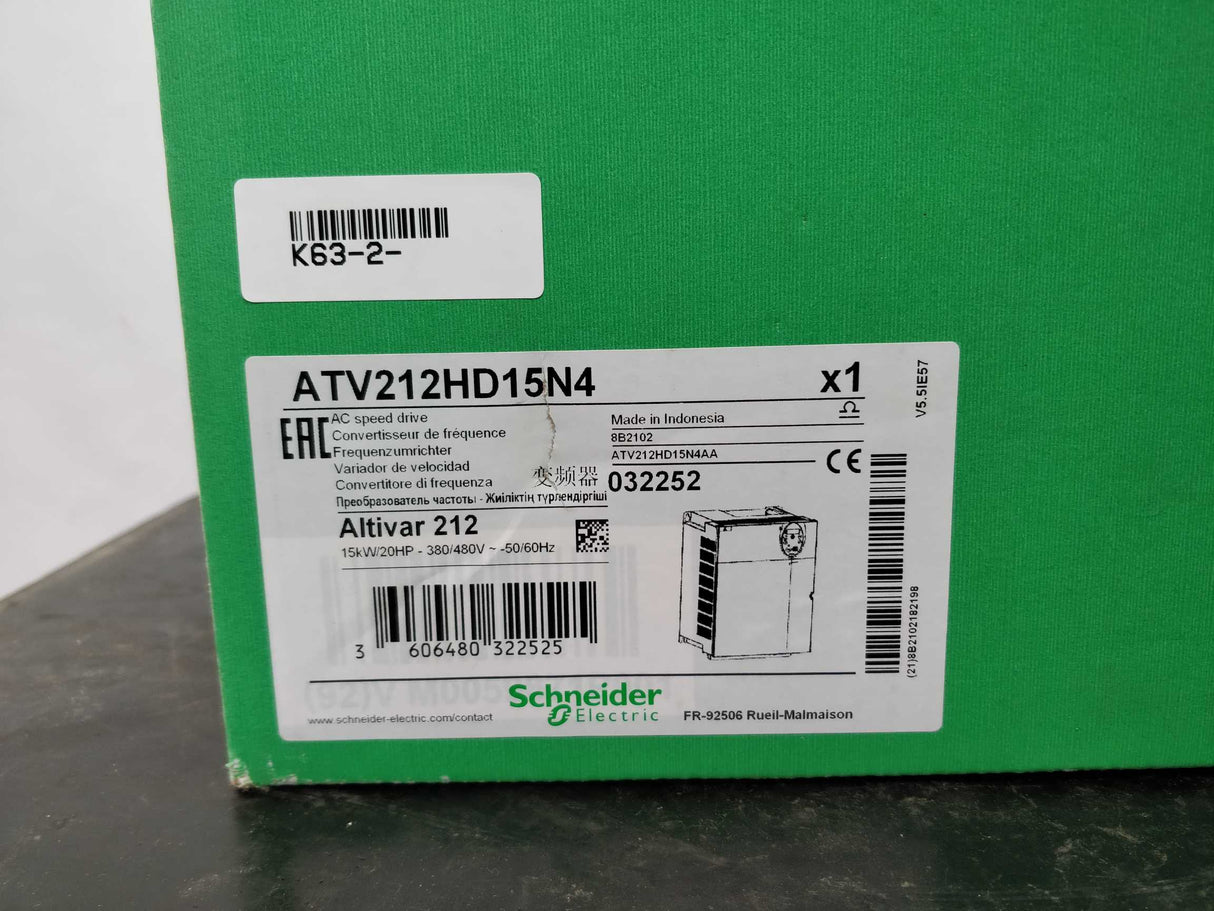 K63-2-
ATV212HD15N4
x1
V5.5IE57
EAC
AC speed drive
Convertisseur de fréquence
Frequenzumrichter
Variador de velocidad
Convertitore di frequenza
变频器
Преобразователь частоты - Жиіліктің түрлендіргіші
Made in Indonesia
8B2102
ATV212HD15N4AA
CE
032252
Altivar 212
15kW/20HP - 380/480V ~ -50/60Hz
3 606480 322525
(21)8B2102182198
Schneider
Electric
www.schneider-electric.com/contact
FR-92506 Rueil-Malmaison